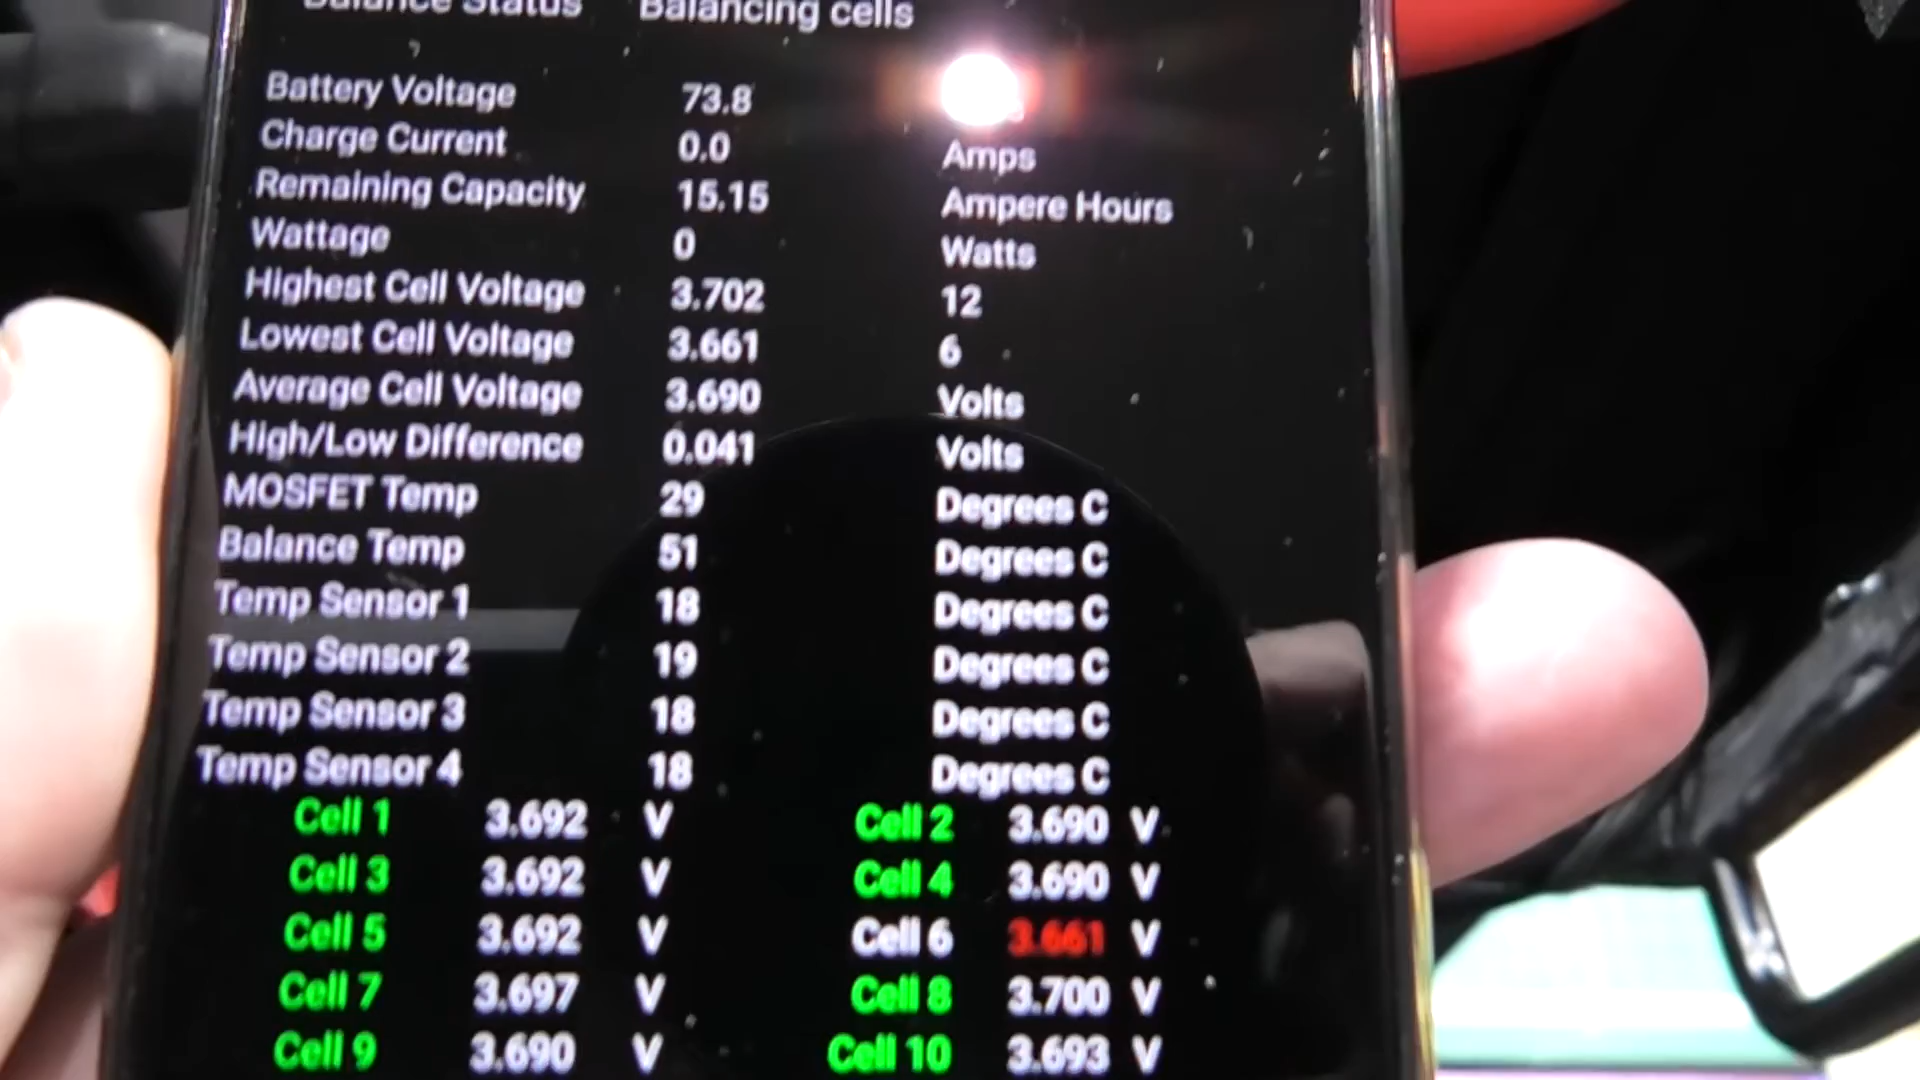 Balance Status Balancing cells
Battery Voltage 73.8
Charge Current 0.0 Amps
Remaining Capacity 15.15 Ampere Hours
Wattage 0 Watts
Highest Cell Voltage 3.702 12
Lowest Cell Voltage 3.661 6
Average Cell Voltage 3.690 Volts
High/Low Difference 0.041 Volts
MOSFET Temp 29 Degrees C
Balance Temp 51 Degrees C
Temp Sensor 1 18 Degrees C
Temp Sensor 2 19 Degrees C
Temp Sensor 3 18 Degrees C
Temp Sensor 4 18 Degrees C
Cell 1 3.692 V Cell 2 3.690 V
Cell 3 3.692 V Cell 4 3.690 V
Cell 5 3.692 V Cell 6 3.661 V
Cell 7 3.697 V Cell 8 3.700 V
Cell 9 3.690 V Cell 10 3.693 V